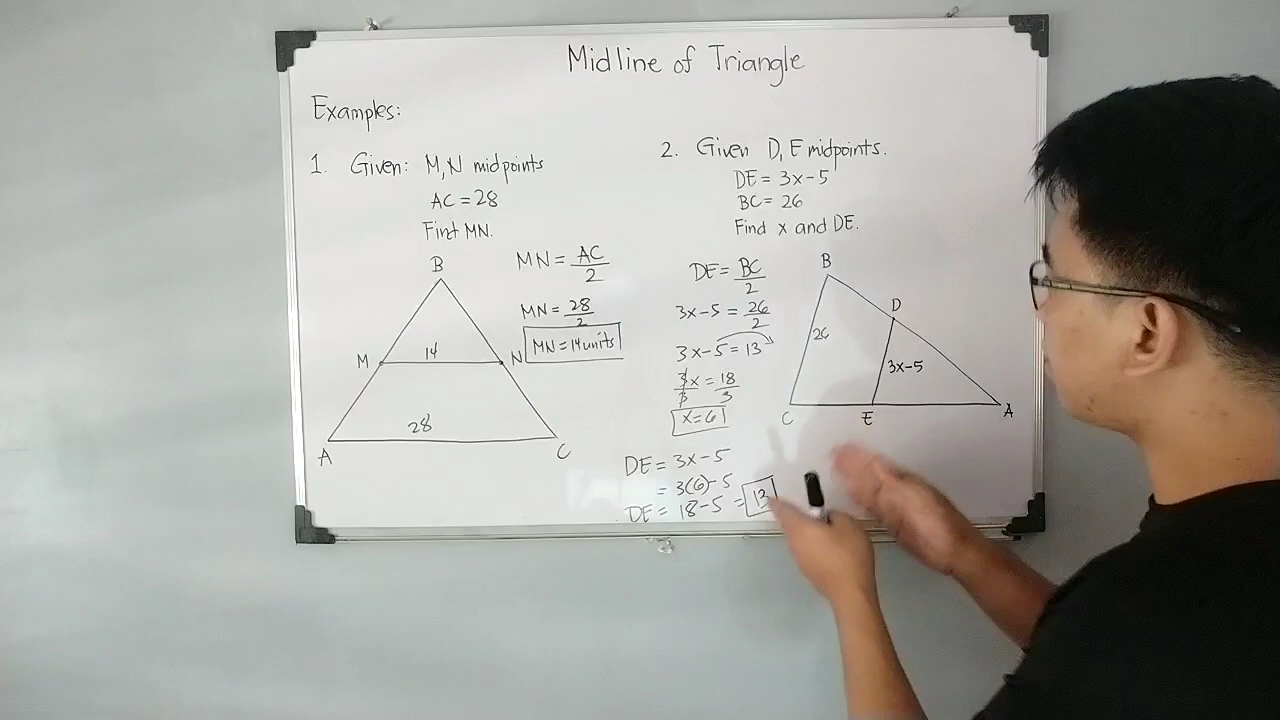 Midline of Triangle
Examples:
1. Given: M, N midpoints
AC = 28
Find MN.
MN = AC/2
MN = 28/2
MN = 14 units
B
M
14
N
28
A
C
2. Given D, E midpoints.
DE = 3x-5
BC = 26
Find x and DE.
DE = BC/2
3x-5 = 26/2
3x-5 = 13
3x/3 = 18/3
x=6
DE = 3x-5
= 3(6)-5
DE = 18-5 = 13
B
D
26
3x-5
C
E
A